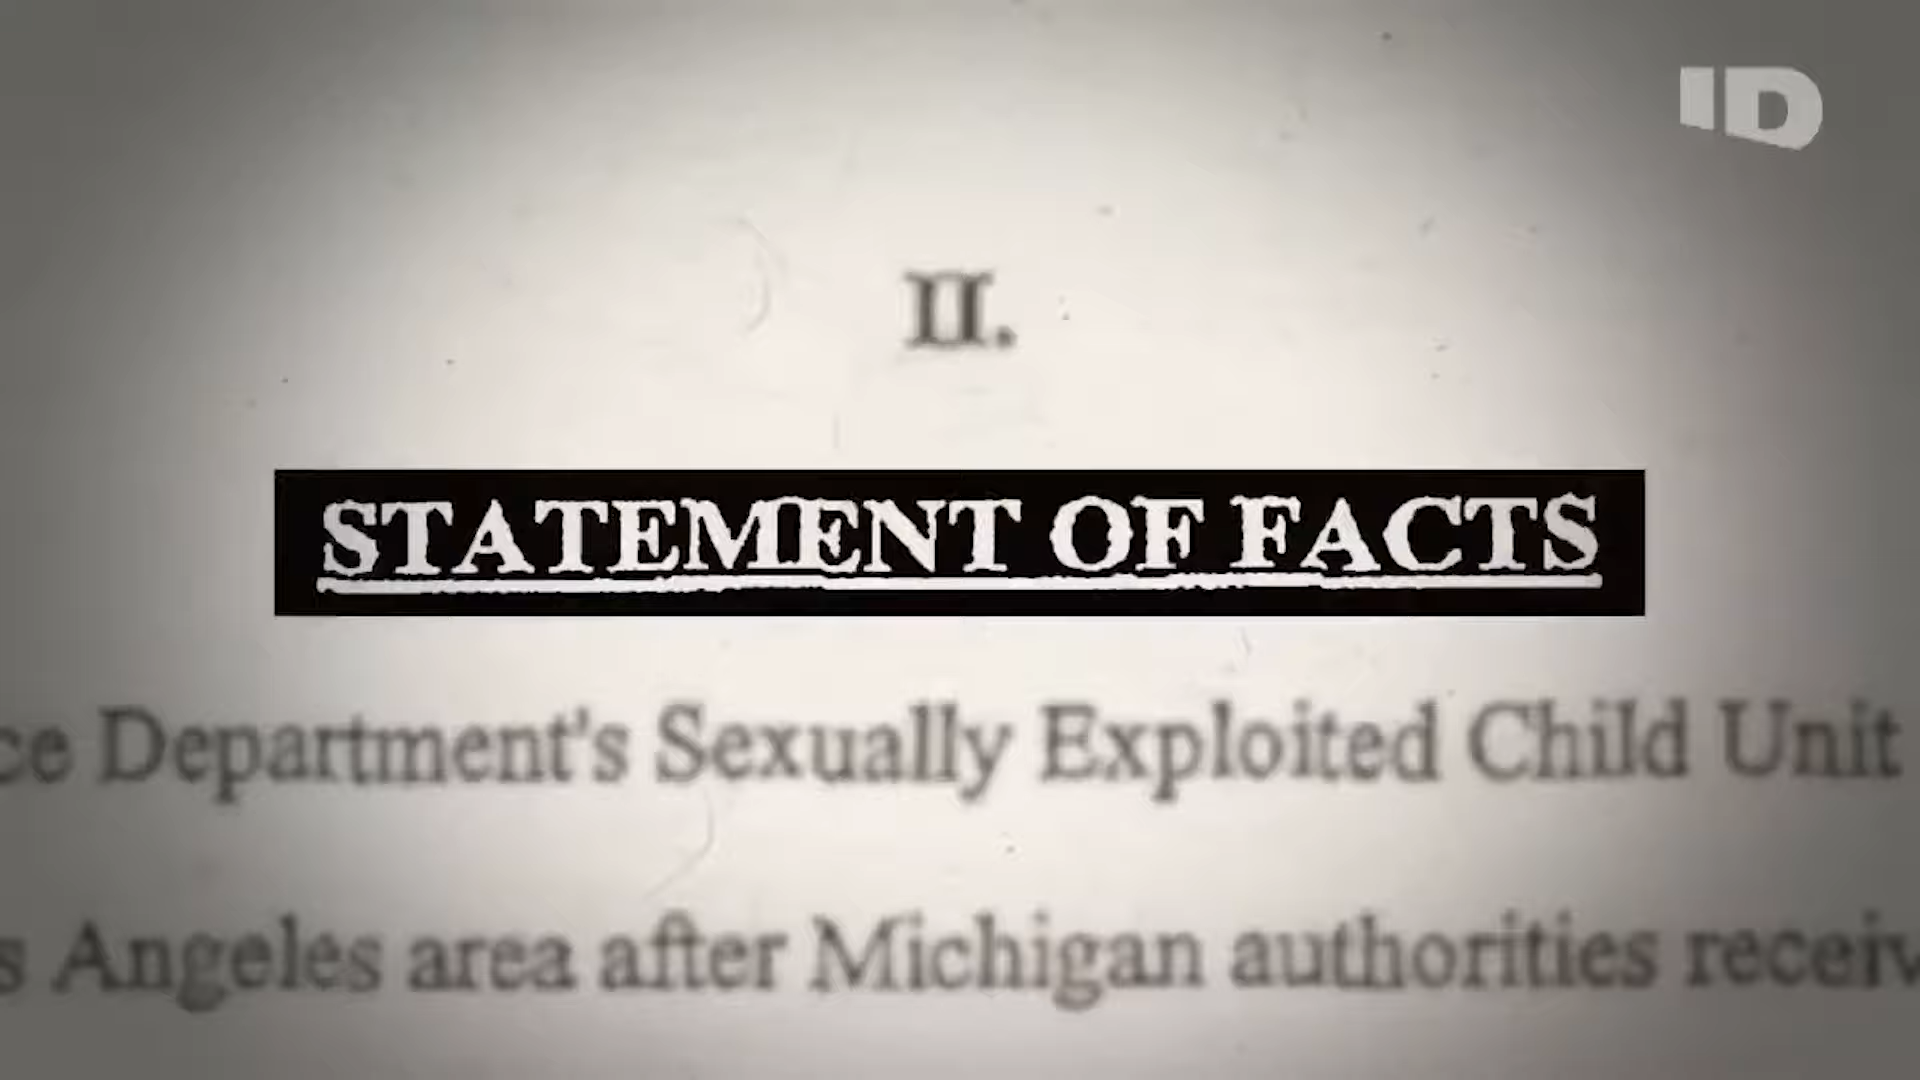 ID
II.
STATEMENT OF FACTS
ce Department's Sexually Exploited Child Unit
s Angeles area after Michigan authorities receiv